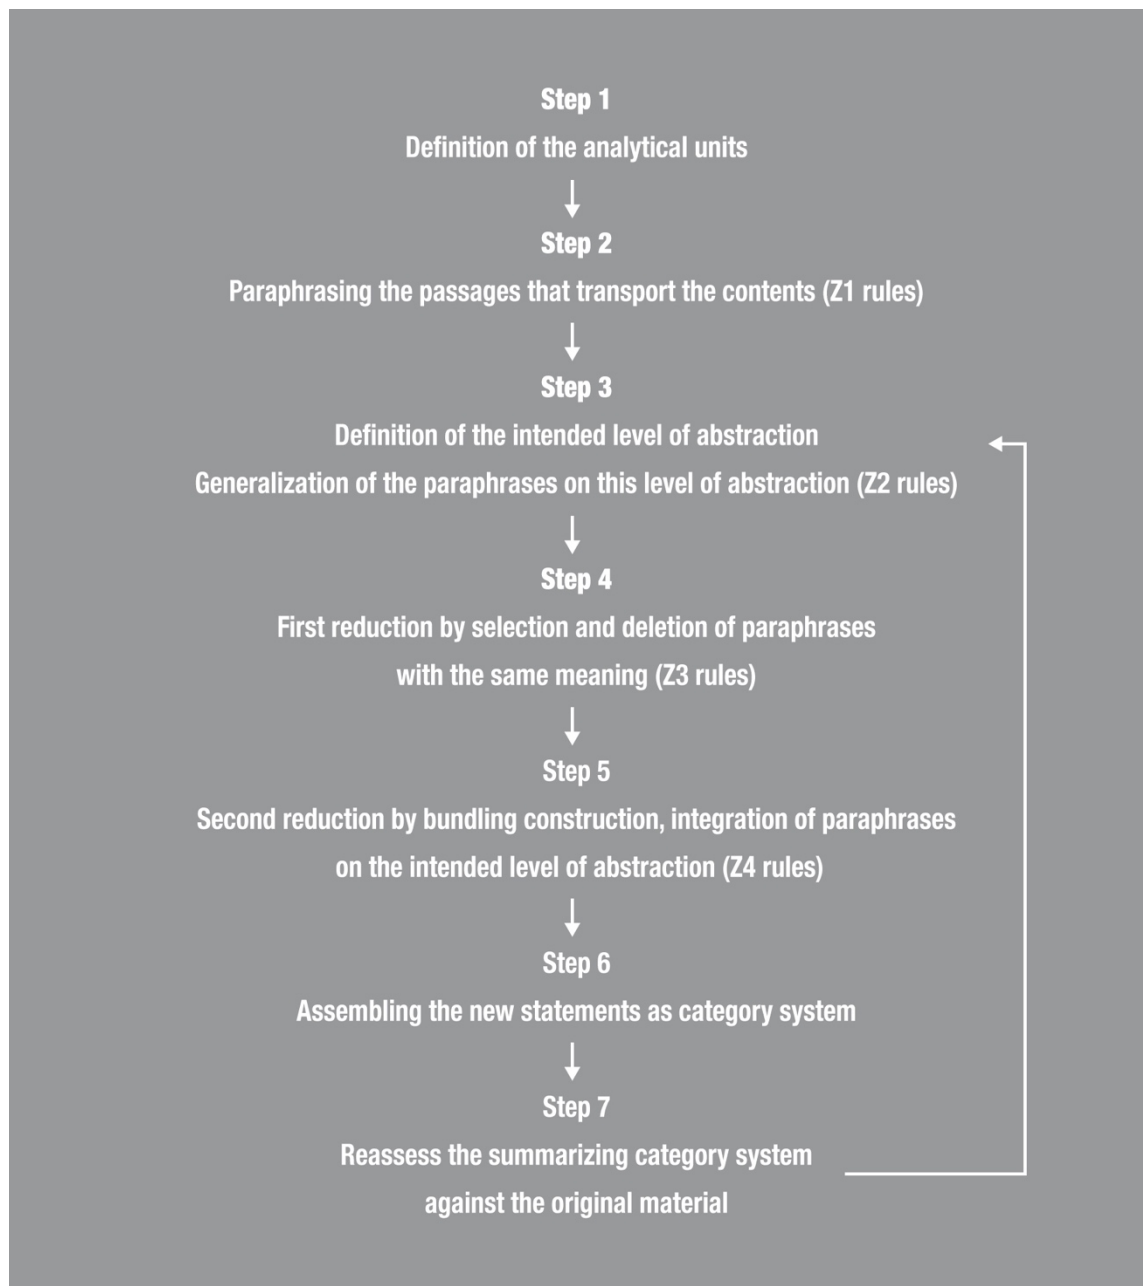 Step 1
Definition of the analytical units
Step 2
Paraphrasing the passages that transport the contents (Z1 rules)
Step 3
Definition of the intended level of abstraction
Generalization of the paraphrases on this level of abstraction (Z2 rules)
Step 4
First reduction by selection and deletion of paraphrases
with the same meaning (Z3 rules)
Step 5
Second reduction by bundling construction, integration of paraphrases
on the intended level of abstraction (Z4 rules)
Step 6
Assembling the new statements as category system
Step 7
Reassess the summarizing category system
against the original material